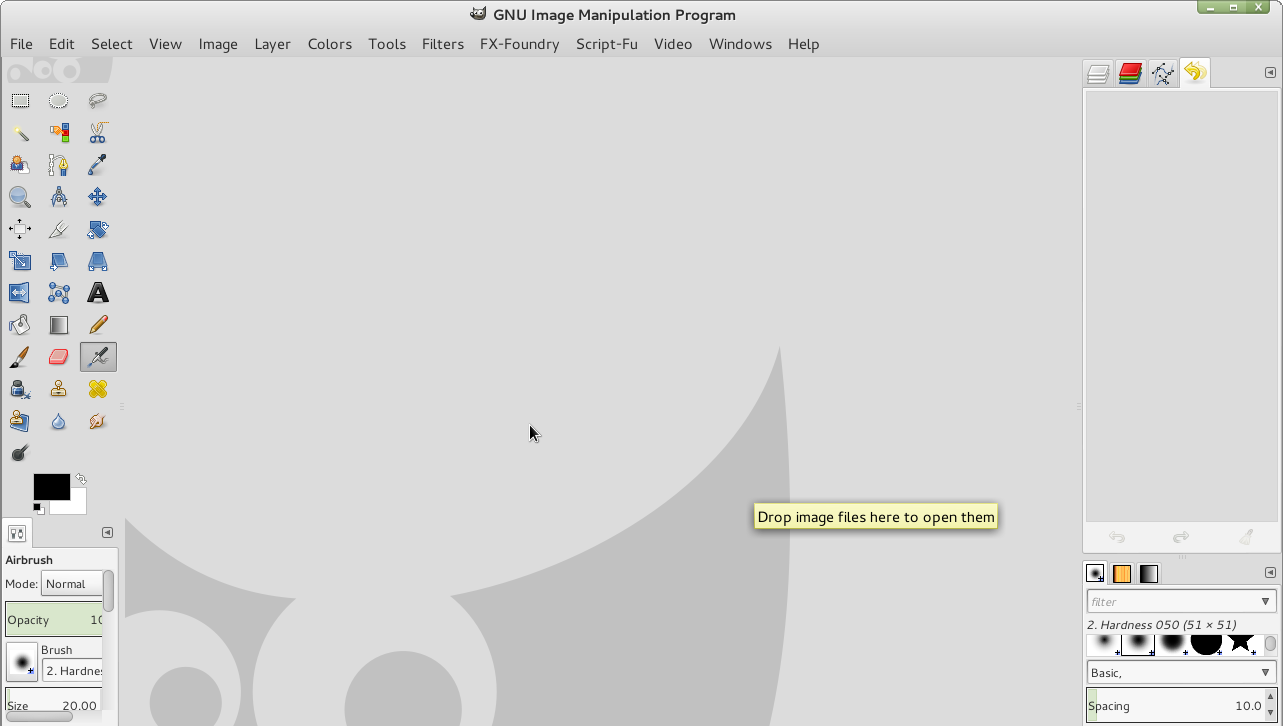 GNU Image Manipulation Program
File Edit Select View Image Layer Colors Tools Filters FX-Foundry Script-Fu Video Windows Help
Drop image files here to open them
Airbrush
Mode: Normal
Opacity 10
Brush
2. Hardne
Size 20.00
filter
2. Hardness 050 (51 × 51)
Basic,
Spacing 10.0